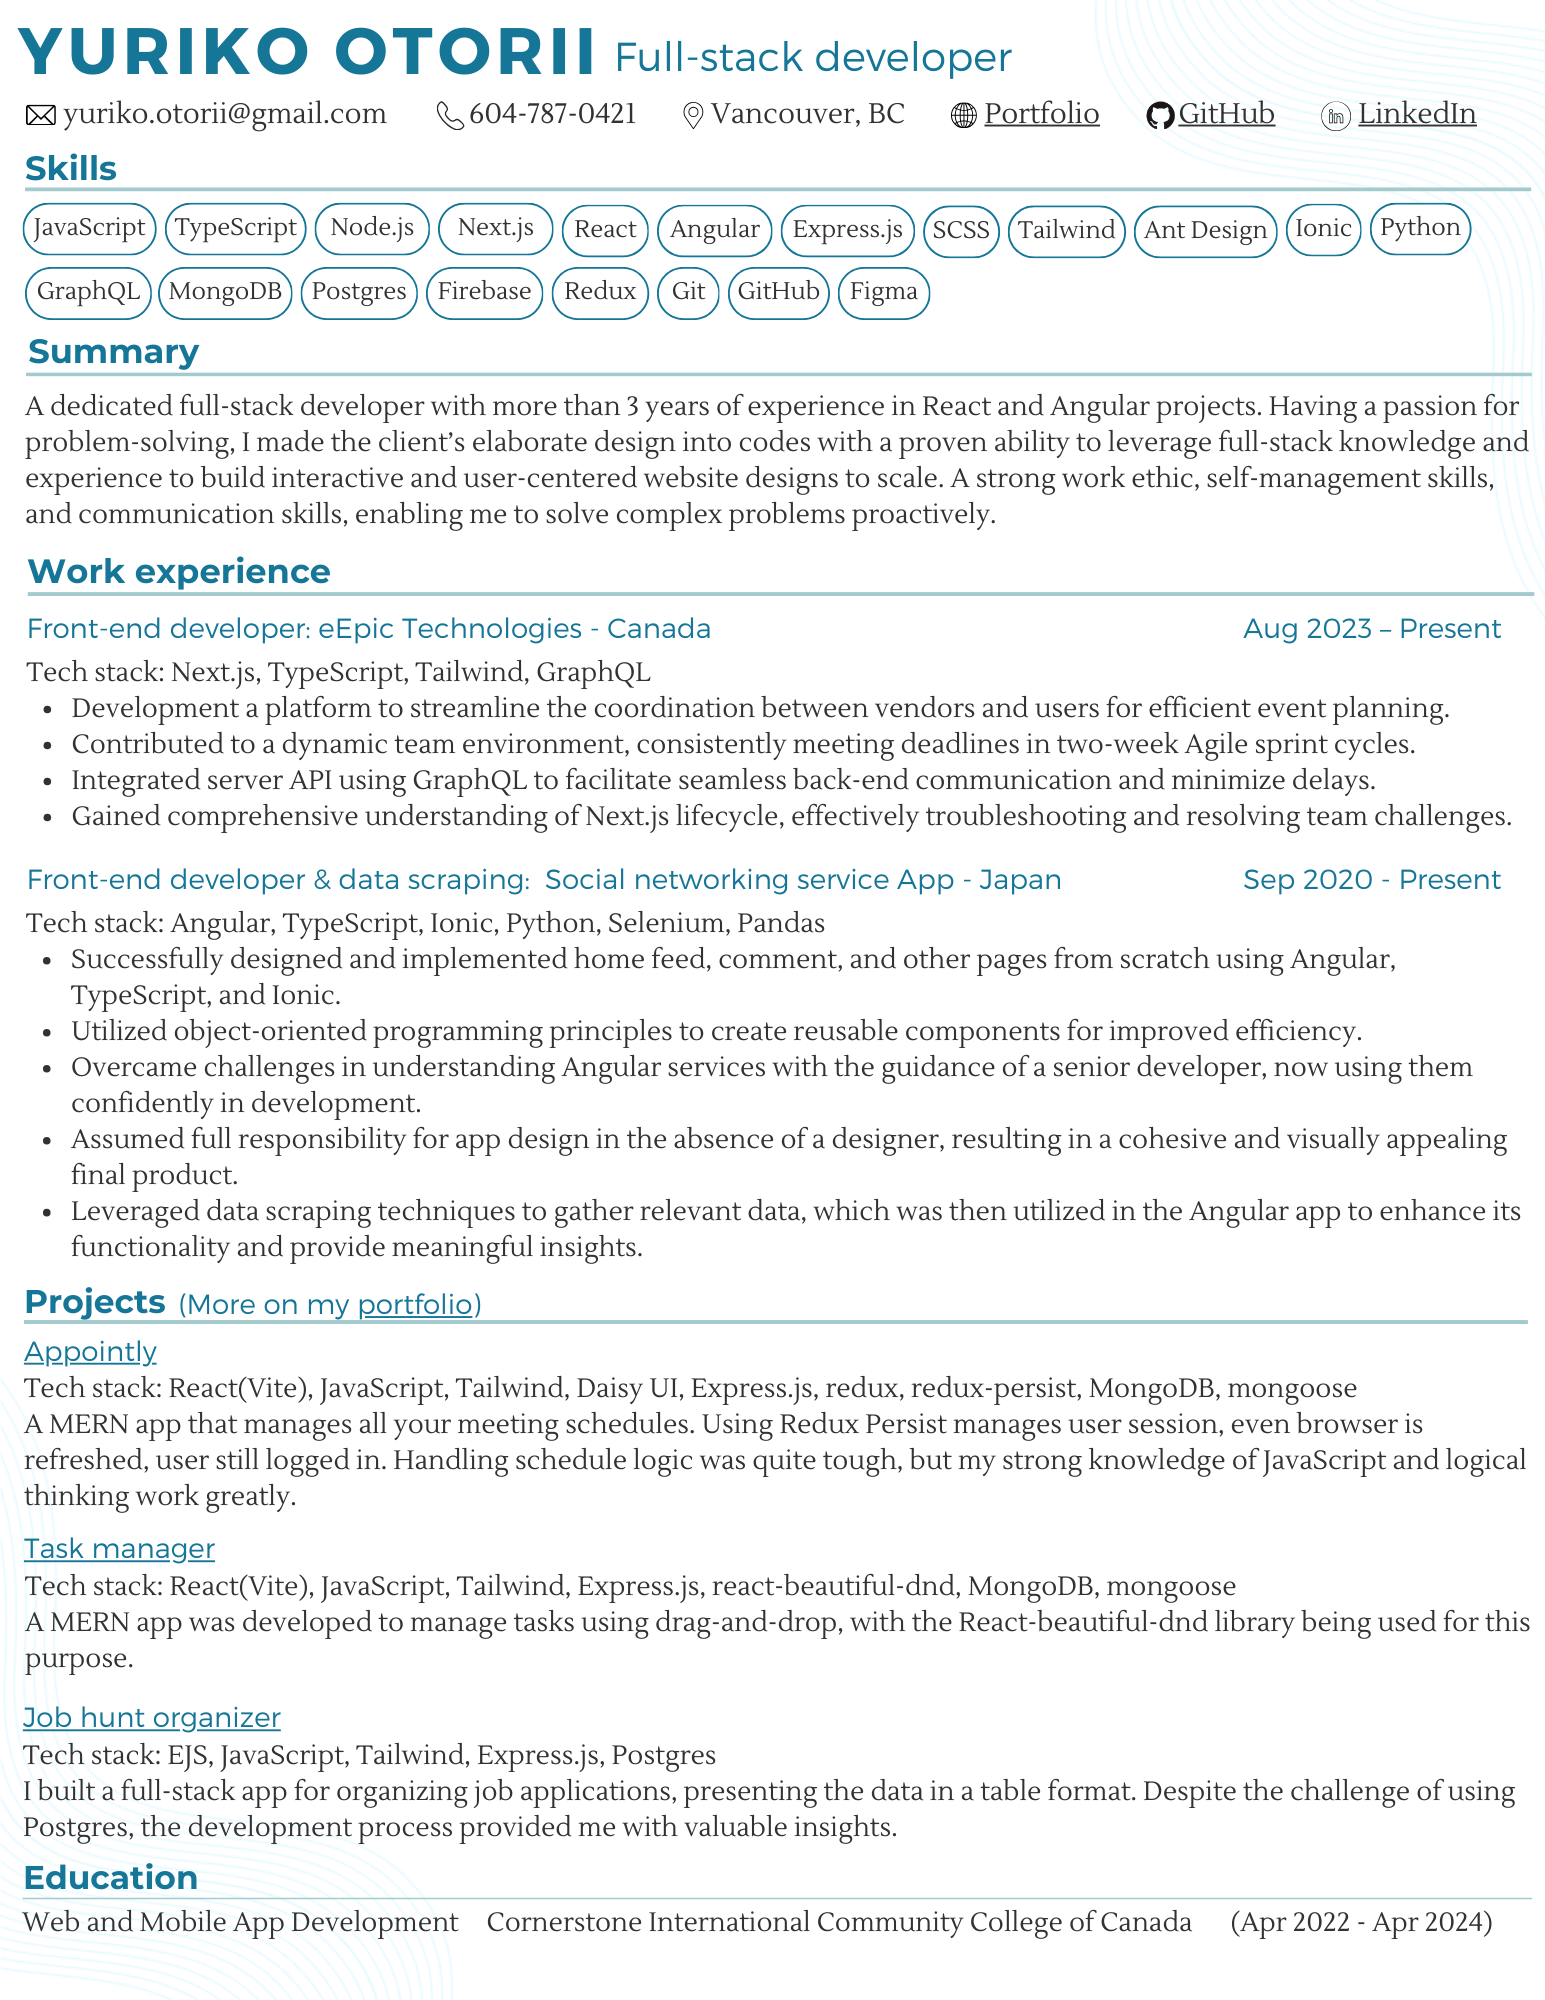 YURIKO OTORII Full-stack developer
yuriko.otorii@gmail.com 604-787-0421 Vancouver, BC Portfolio GitHub LinkedIn
Skills
JavaScript TypeScript Node.js Next.js React Angular Express.js SCSS Tailwind Ant Design Ionic Python
GraphQL MongoDB Postgres Firebase Redux Git GitHub Figma
Summary
A dedicated full-stack developer with more than 3 years of experience in React and Angular projects. Having a passion for
problem-solving, I made the client’s elaborate design into codes with a proven ability to leverage full-stack knowledge and
experience to build interactive and user-centered website designs to scale. A strong work ethic, self-management skills,
and communication skills, enabling me to solve complex problems proactively.
Work experience
Front-end developer: eEpic Technologies - Canada Aug 2023 – Present
Tech stack: Next.js, TypeScript, Tailwind, GraphQL
• Development a platform to streamline the coordination between vendors and users for efficient event planning.
• Contributed to a dynamic team environment, consistently meeting deadlines in two-week Agile sprint cycles.
• Integrated server API using GraphQL to facilitate seamless back-end communication and minimize delays.
• Gained comprehensive understanding of Next.js lifecycle, effectively troubleshooting and resolving team challenges.
Front-end developer & data scraping: Social networking service App - Japan Sep 2020 - Present
Tech stack: Angular, TypeScript, Ionic, Python, Selenium, Pandas
• Successfully designed and implemented home feed, comment, and other pages from scratch using Angular,
TypeScript, and Ionic.
• Utilized object-oriented programming principles to create reusable components for improved efficiency.
• Overcame challenges in understanding Angular services with the guidance of a senior developer, now using them
confidently in development.
• Assumed full responsibility for app design in the absence of a designer, resulting in a cohesive and visually appealing
final product.
• Leveraged data scraping techniques to gather relevant data, which was then utilized in the Angular app to enhance its
functionality and provide meaningful insights.
Projects (More on my portfolio)
Appointly
Tech stack: React(Vite), JavaScript, Tailwind, Daisy UI, Express.js, redux, redux-persist, MongoDB, mongoose
A MERN app that manages all your meeting schedules. Using Redux Persist manages user session, even browser is
refreshed, user still logged in. Handling schedule logic was quite tough, but my strong knowledge of JavaScript and logical
thinking work greatly.
Task manager
Tech stack: React(Vite), JavaScript, Tailwind, Express.js, react-beautiful-dnd, MongoDB, mongoose
A MERN app was developed to manage tasks using drag-and-drop, with the React-beautiful-dnd library being used for this
purpose.
Job hunt organizer
Tech stack: EJS, JavaScript, Tailwind, Express.js, Postgres
I built a full-stack app for organizing job applications, presenting the data in a table format. Despite the challenge of using
Postgres, the development process provided me with valuable insights.
Education
Web and Mobile App Development Cornerstone International Community College of Canada (Apr 2022 - Apr 2024)